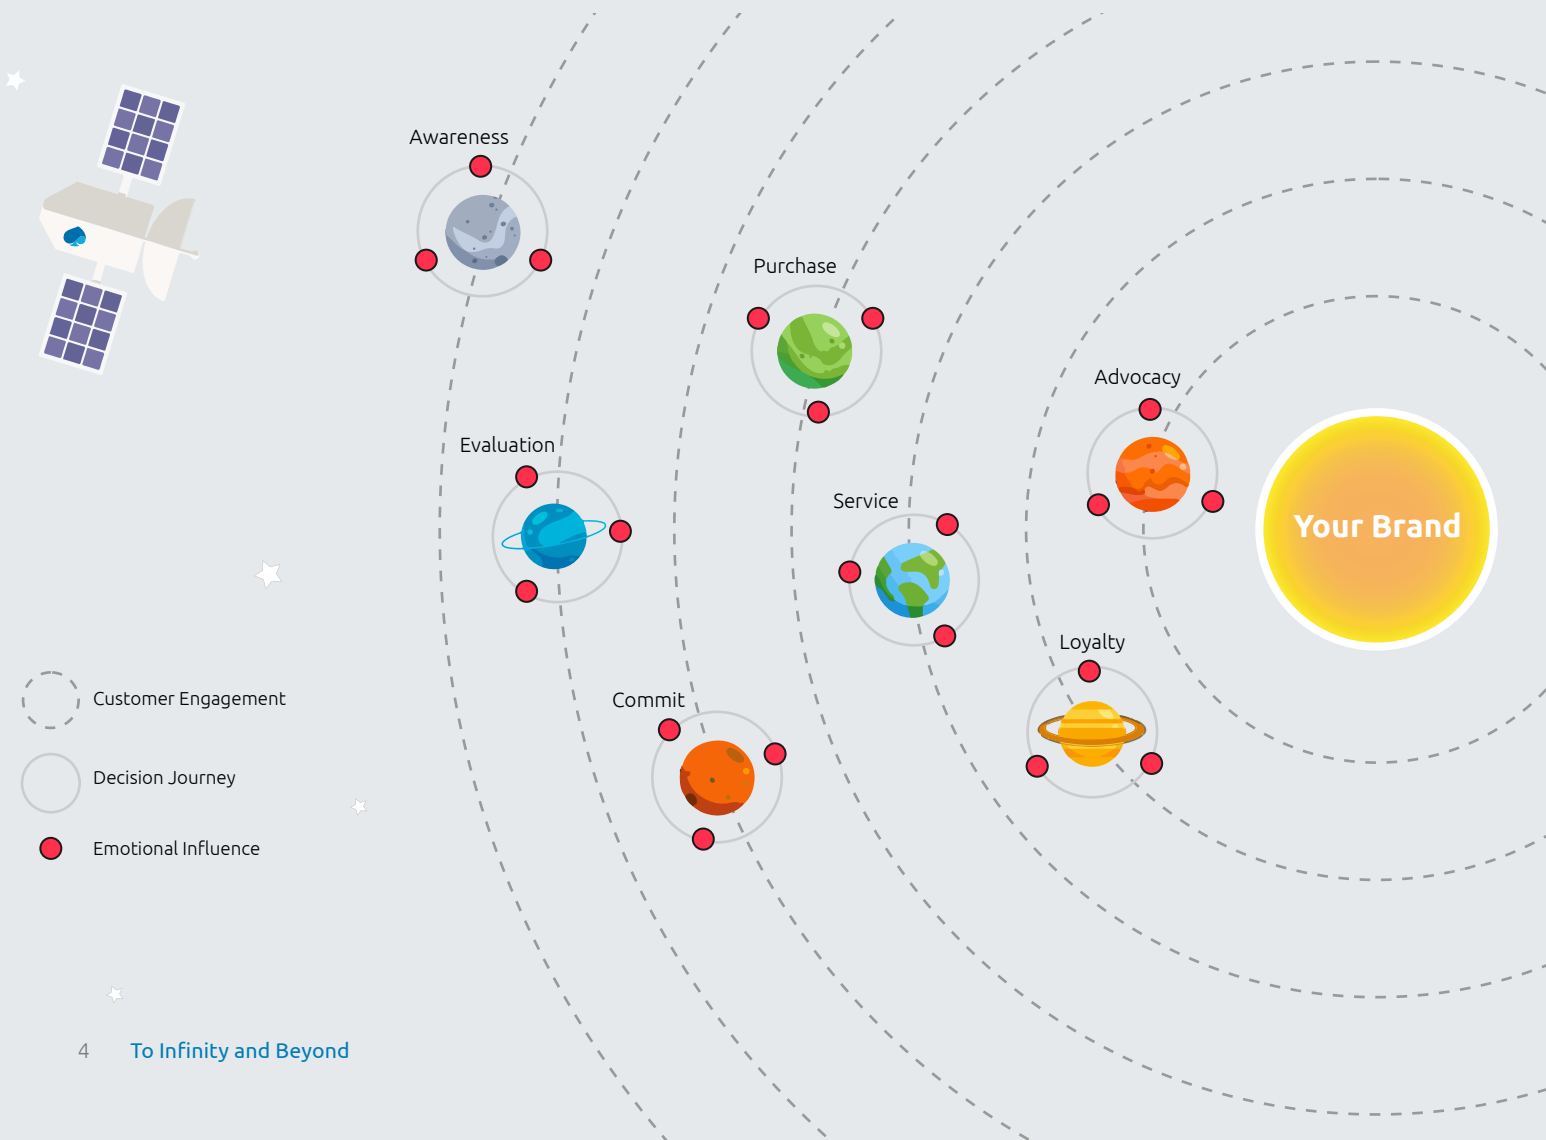 Awareness
Purchase
Advocacy
Evaluation
Service
Your Brand
Loyalty
Commit
Customer Engagement
Decision Journey
Emotional Influence
4 To Infinity and Beyond